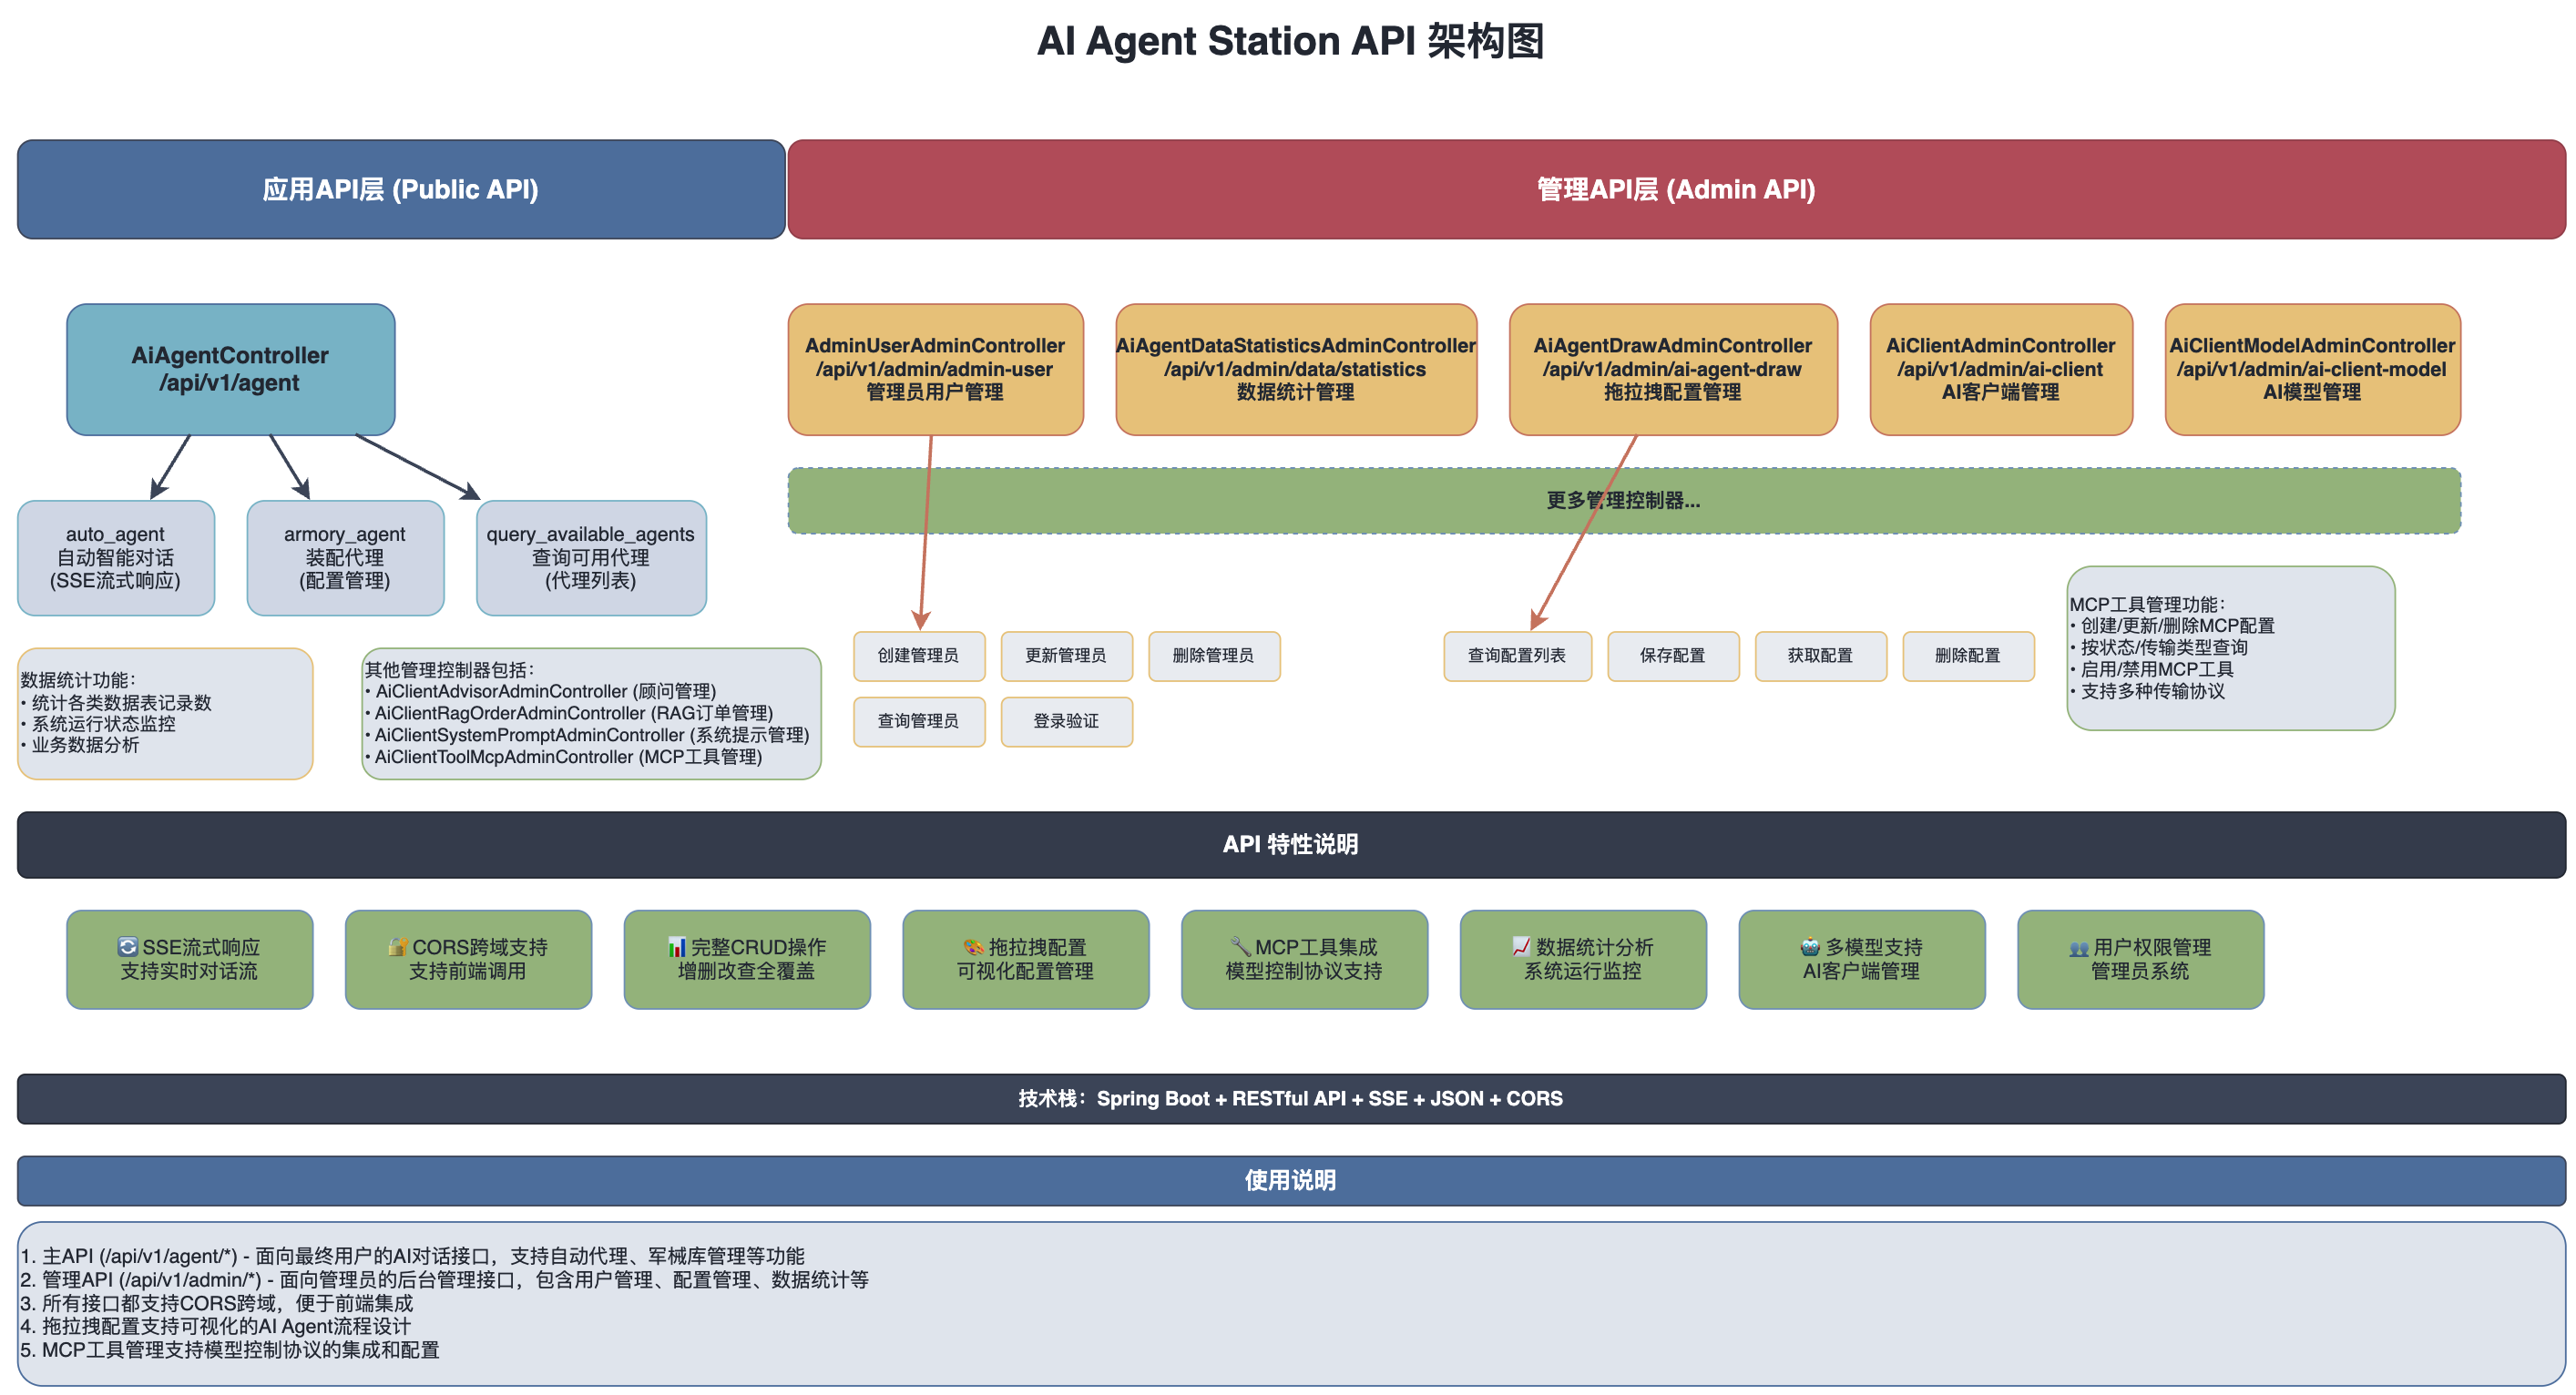 AI Agent Station API 架构图
应用API层 (Public API)
管理API层 (Admin API)
AiAgentController
/api/v1/agent
AdminUserAdminController
/api/v1/admin/admin-user
管理员用户管理
AiAgentDataStatisticsAdminController
/api/v1/admin/data/statistics
数据统计管理
AiAgentDrawAdminController
/api/v1/admin/ai-agent-draw
拖拉拽配置管理
AiClientAdminController
/api/v1/admin/ai-client
AI客户端管理
AiClientModelAdminController
/api/v1/admin/ai-client-model
AI模型管理
更多管理控制器...
auto_agent
自动智能对话
(SSE流式响应)
armory_agent
装配代理
(配置管理)
query_available_agents
查询可用代理
(代理列表)
数据统计功能：
• 统计各类数据表记录数
• 系统运行状态监控
• 业务数据分析
其他管理控制器包括：
• AiClientAdvisorAdminController (顾问管理)
• AiClientRagOrderAdminController (RAG订单管理)
• AiClientSystemPromptAdminController (系统提示管理)
• AiClientToolMcpAdminController (MCP工具管理)
创建管理员
更新管理员
删除管理员
查询管理员
登录验证
查询配置列表
保存配置
获取配置
删除配置
MCP工具管理功能：
• 创建/更新/删除MCP配置
• 按状态/传输类型查询
• 启用/禁用MCP工具
• 支持多种传输协议
API 特性说明
🔄 SSE流式响应
支持实时对话流
🔐 CORS跨域支持
支持前端调用
📊 完整CRUD操作
增删改查全覆盖
🎨 拖拉拽配置
可视化配置管理
🔧 MCP工具集成
模型控制协议支持
📈 数据统计分析
系统运行监控
🤖 多模型支持
AI客户端管理
👥 用户权限管理
管理员系统
技术栈：Spring Boot + RESTful API + SSE + JSON + CORS
使用说明
1. 主API (/api/v1/agent/*) - 面向最终用户的AI对话接口，支持自动代理、军械库管理等功能
2. 管理API (/api/v1/admin/*) - 面向管理员的后台管理接口，包含用户管理、配置管理、数据统计等
3. 所有接口都支持CORS跨域，便于前端集成
4. 拖拉拽配置支持可视化的AI Agent流程设计
5. MCP工具管理支持模型控制协议的集成和配置